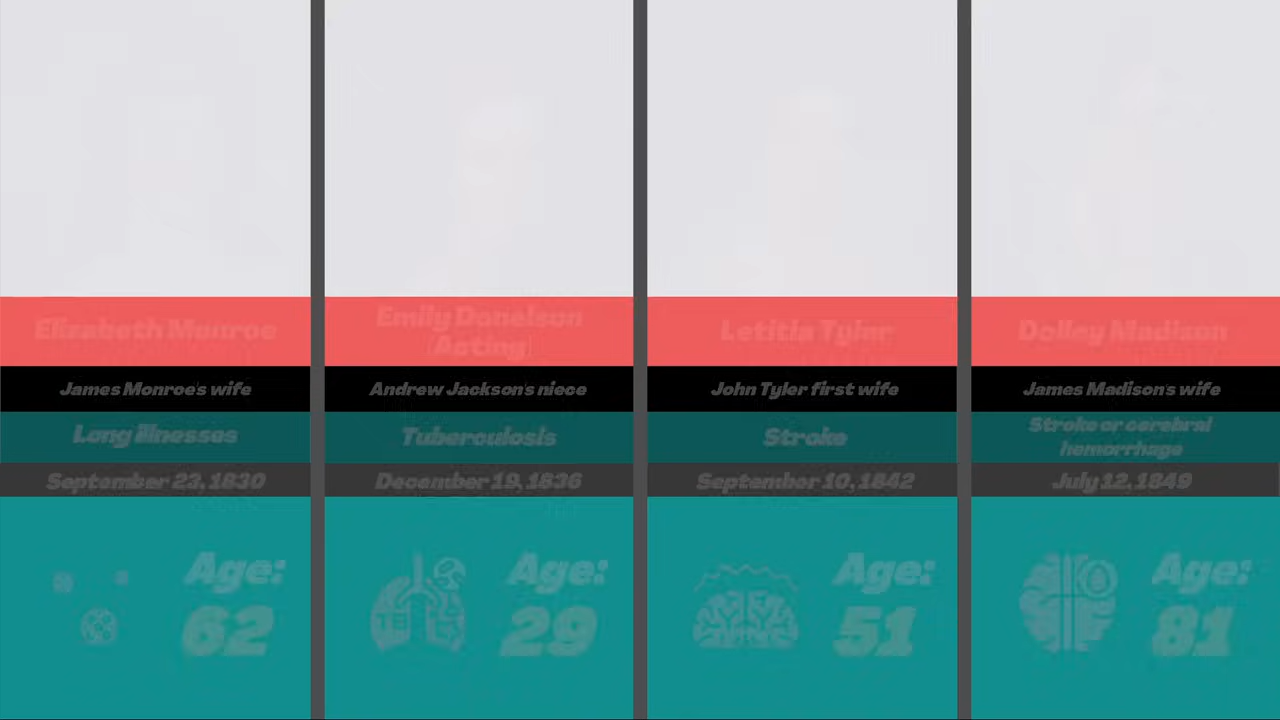 Elizabeth Monroe
James Monroe's wife
Long illnesses
September 23, 1830
Age:
62
Emily Donelson
(Acting)
Andrew Jackson's niece
Tuberculosis
December 19, 1836
TB
Age:
29
Letitia Tyler
John Tyler first wife
Stroke
September 10, 1842
Age:
51
Dolley Madison
James Madison's wife
Stroke or cerebral
hemorrhage
July 12, 1849
Age:
81